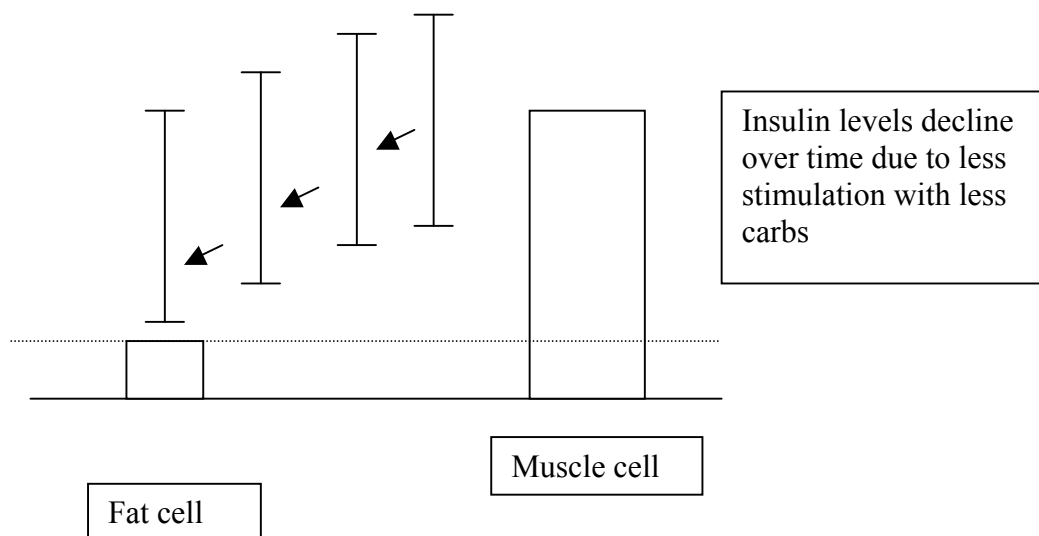 Insulin levels decline
over time due to less
stimulation with less
carbs
Muscle cell
Fat cell